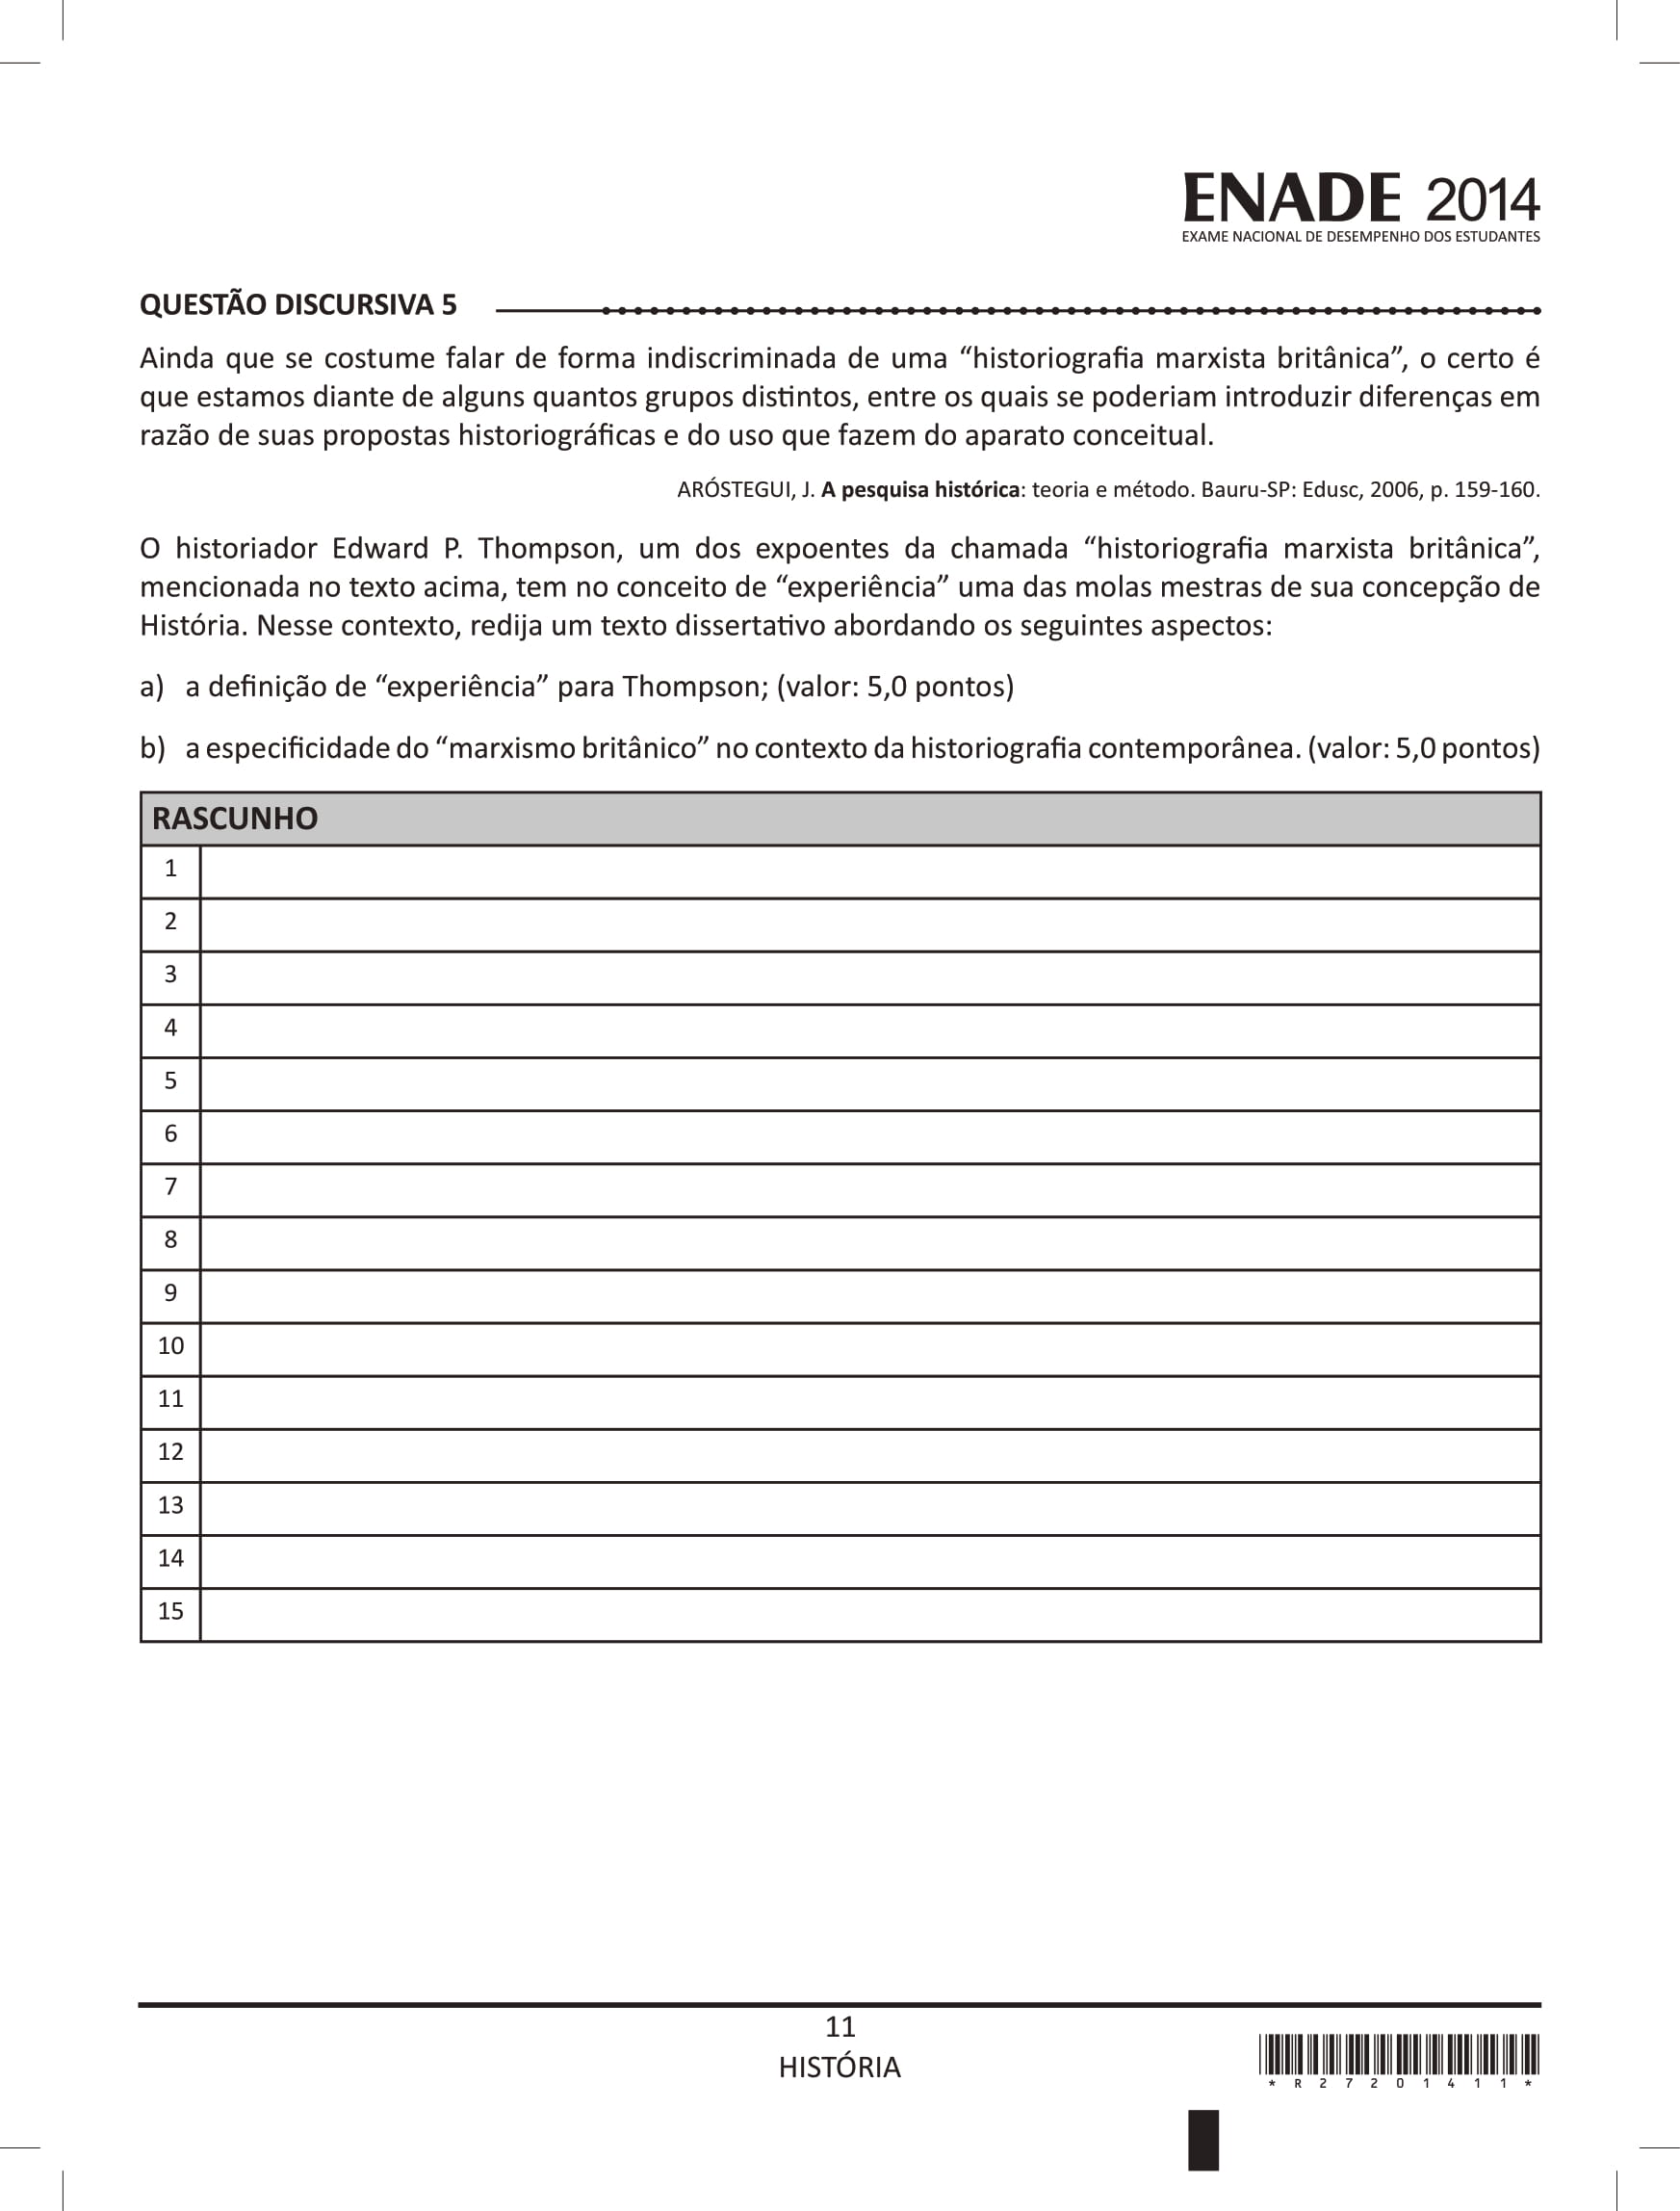 ENADE 2014
EXAME NACIONAL DE DESEMPENHO DOS ESTUDANTES
QUESTÃO DISCURSIVA 5
Ainda que se costume falar de forma indiscriminada de uma “historiografia marxista britânica”, o certo é
que estamos diante de alguns quantos grupos distintos, entre os quais se poderiam introduzir diferenças em
razão de suas propostas historiográficas e do uso que fazem do aparato conceitual.
ARÓSTEGUI, J. A pesquisa histórica: teoria e método. Bauru-SP: Edusc, 2006, p. 159-160.
O historiador Edward P. Thompson, um dos expoentes da chamada “historiografia marxista britânica”,
mencionada no texto acima, tem no conceito de “experiência” uma das molas mestras de sua concepção de
História. Nesse contexto, redija um texto dissertativo abordando os seguintes aspectos:
a) a definição de “experiência” para Thompson; (valor: 5,0 pontos)
b) a especificidade do “marxismo britânico” no contexto da historiografia contemporânea. (valor: 5,0 pontos)
RASCUNHO
1
2
3
4
5
6
7
8
9
10
11
12
13
14
15
11
HISTÓRIA
* R 2 7 2 0 1 4 1 1 *